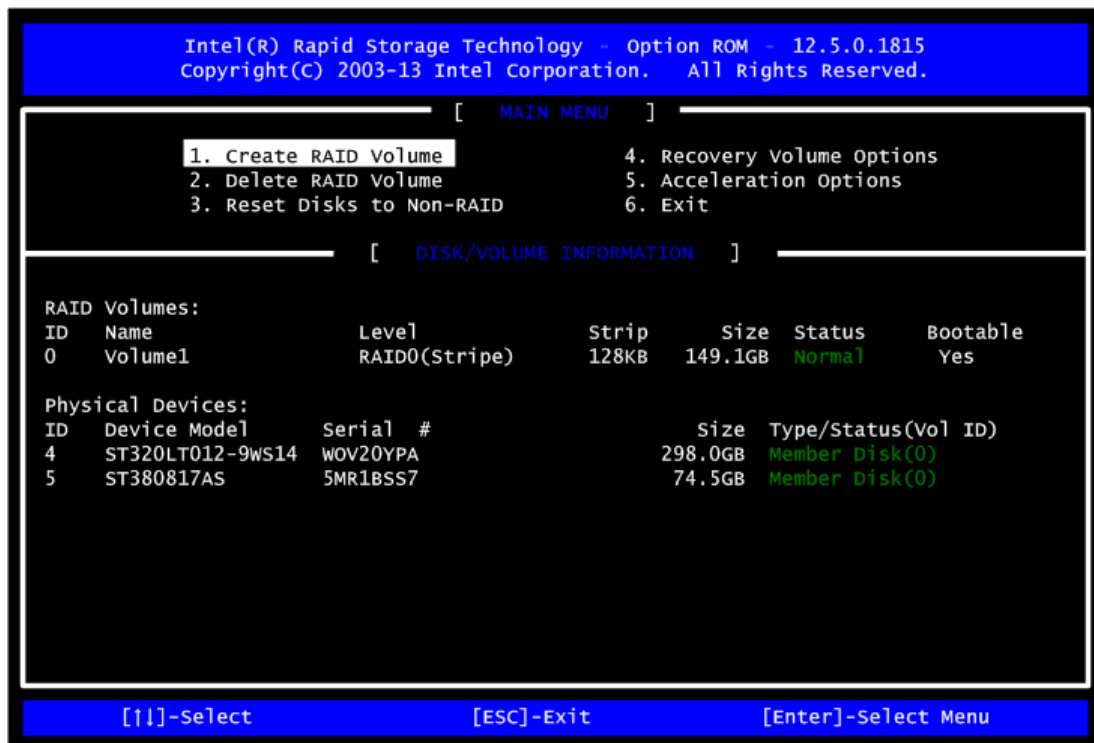 Intel(R) Rapid Storage Technology - Option ROM - 12.5.0.1815
Copyright(C) 2003-13 Intel Corporation. All Rights Reserved.
[ MAIN MENU ]
1. Create RAID Volume 4. Recovery Volume Options
2. Delete RAID Volume 5. Acceleration Options
3. Reset Disks to Non-RAID 6. Exit
[ DISK/VOLUME INFORMATION ]
RAID Volumes:
ID Name Level Strip Size Status Bootable
0 Volume1 RAID0(Stripe) 128KB 149.1GB Normal Yes
Physical Devices:
ID Device Model Serial # Size Type/Status(Vol ID)
4 ST320LT012-9WS14 WOV20YPA 298.0GB Member Disk(0)
5 ST380817AS 5MR1BSS7 74.5GB Member Disk(0)
[↑↓]-Select [ESC]-Exit [Enter]-Select Menu